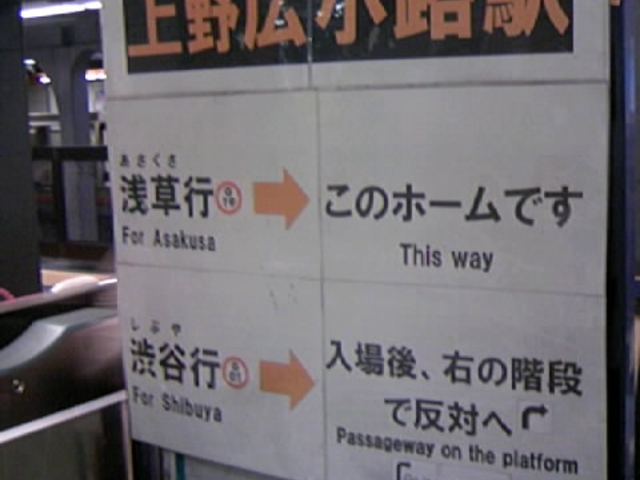 上野広小路駅
あさくさ
浅草行 G 19 → このホームです
For Asakusa This way
しぶや
渋谷行 G 01 → 入場後、右の階段
で反対へ
For Shibuya
Passageway on the platform